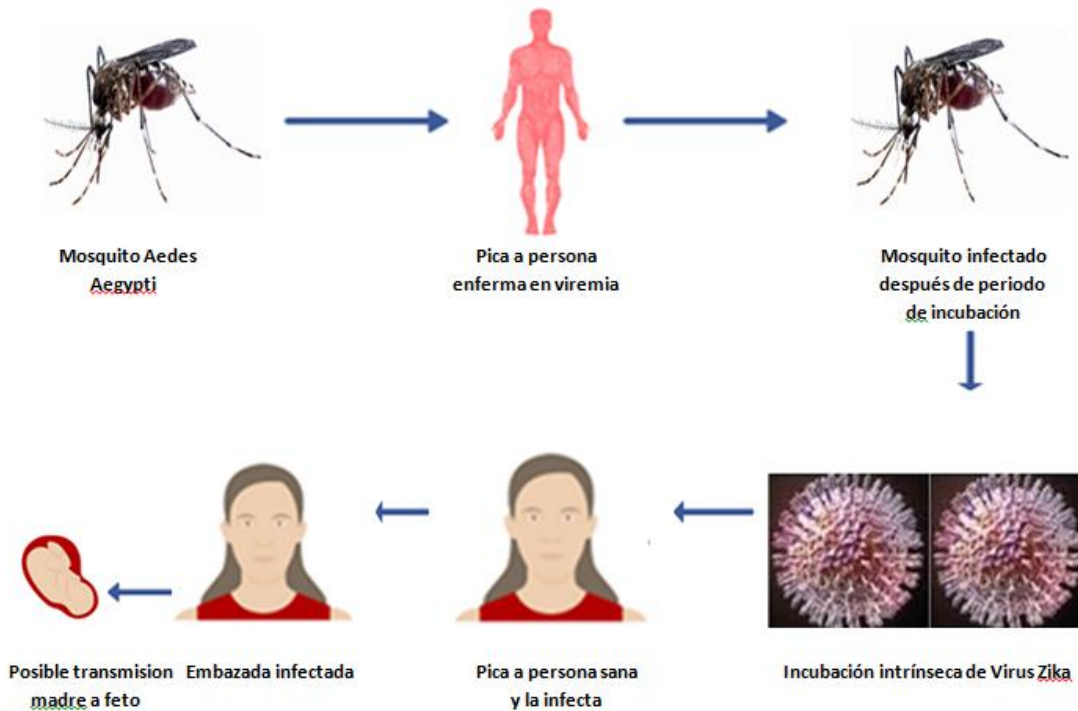 Mosquito Aedes
Aegypti
Pica a persona
enferma en viremia
Mosquito infectado
después de periodo
de incubación
Posible transmision
madre a feto
Embazada infectada
Pica a persona sana
y la infecta
Incubación intrínseca de Virus Zika